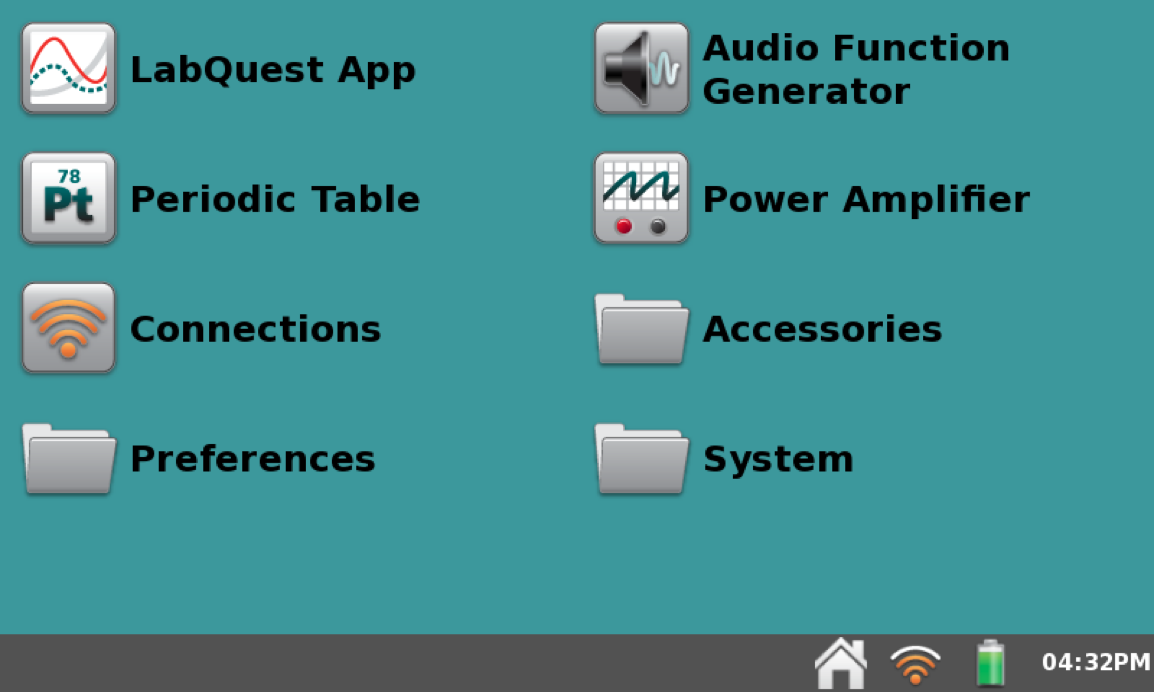 LabQuest App
Audio Function
Generator
78
Pt
Periodic Table
Power Amplifier
Connections
Accessories
Preferences
System
04:32PM